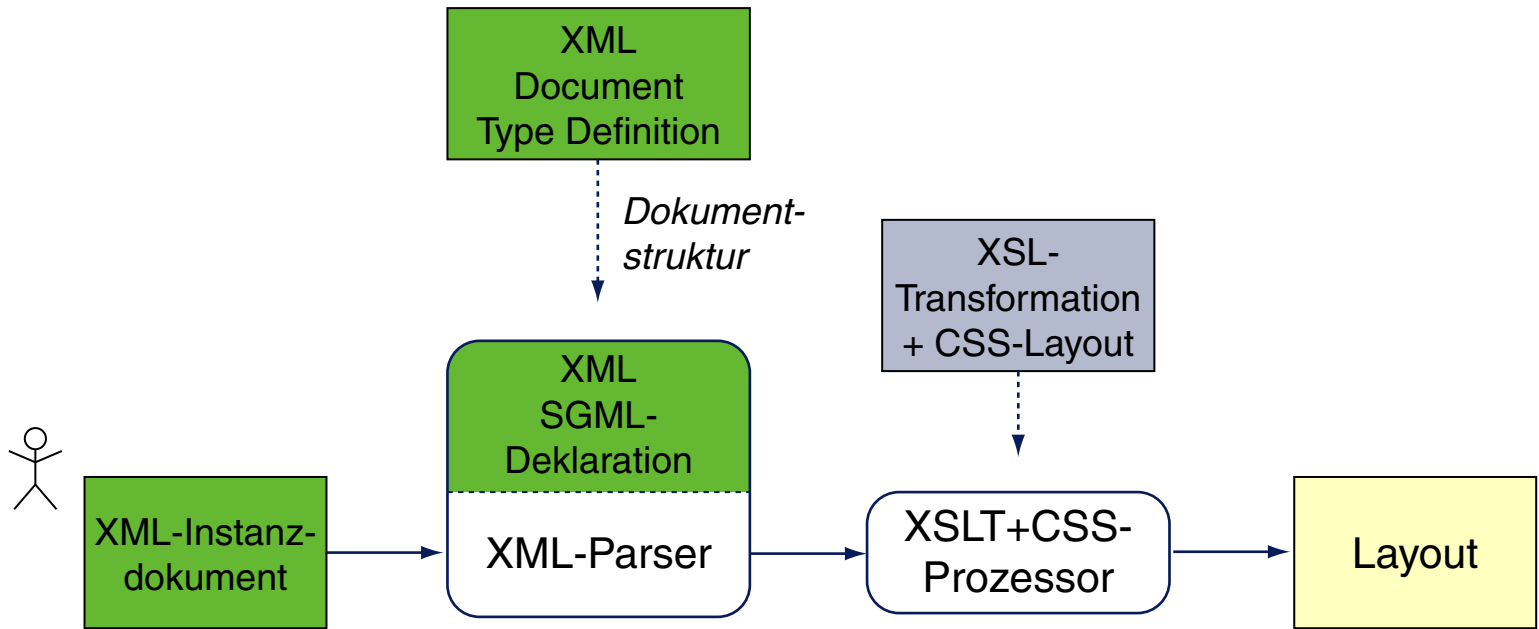 XML
Document
Type Definition
Dokument-
struktur
XSL-
Transformation
+ CSS-Layout
XML
SGML-
Deklaration
XML-Instanz-
dokument
XML-Parser
XSLT+CSS-
Prozessor
Layout